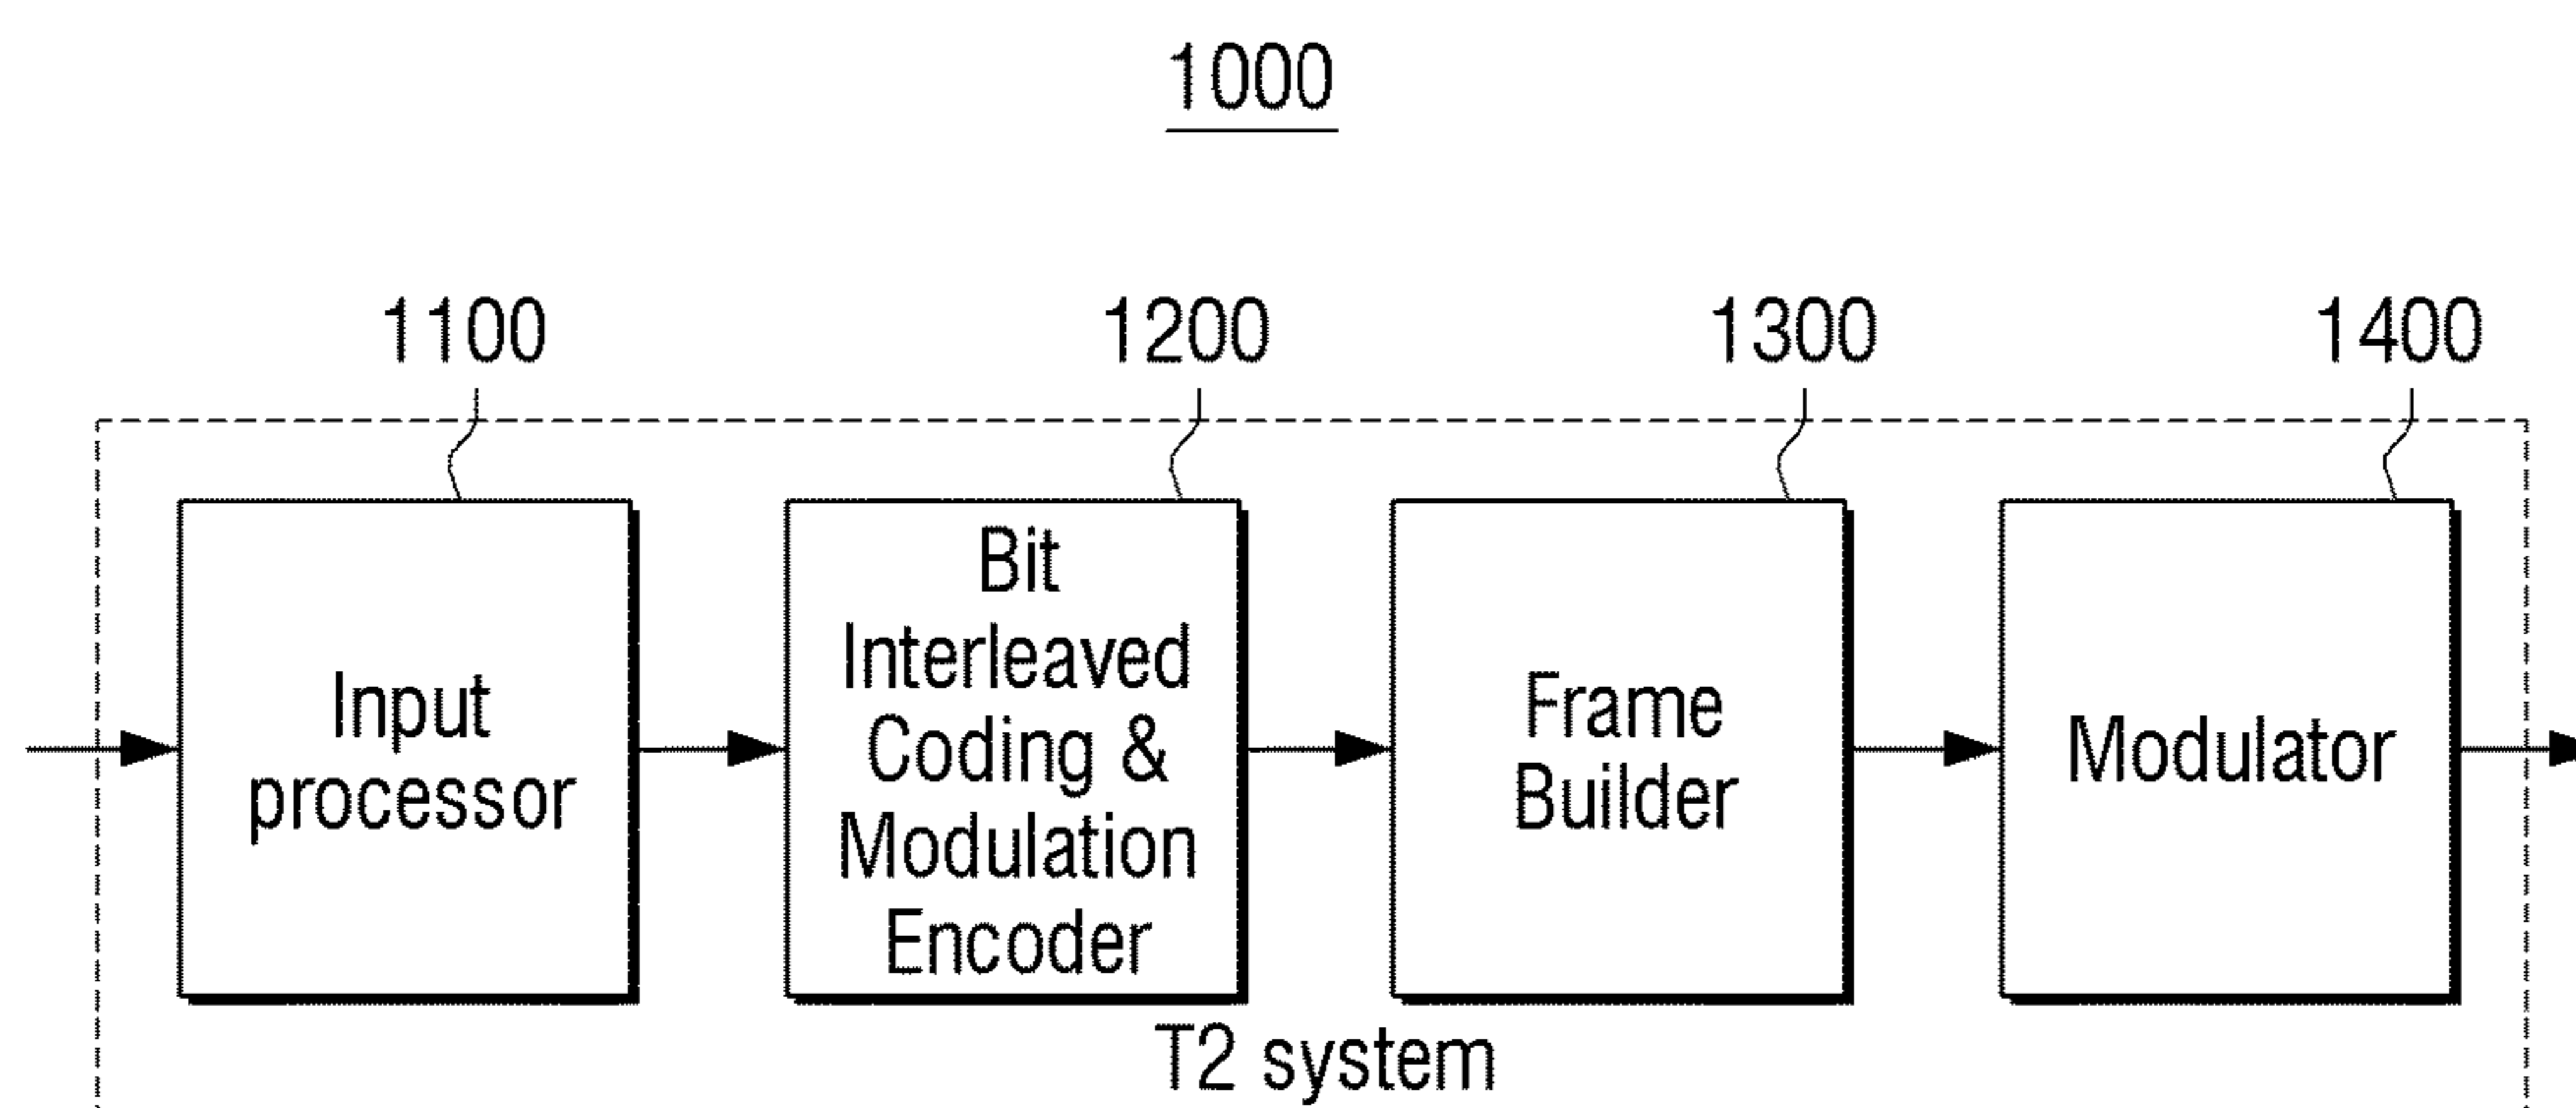 1000
1100
1200
1300
1400
Input
processor
Bit
Interleaved
Coding &
Modulation
Encoder
Frame
Builder
Modulator
T2 system